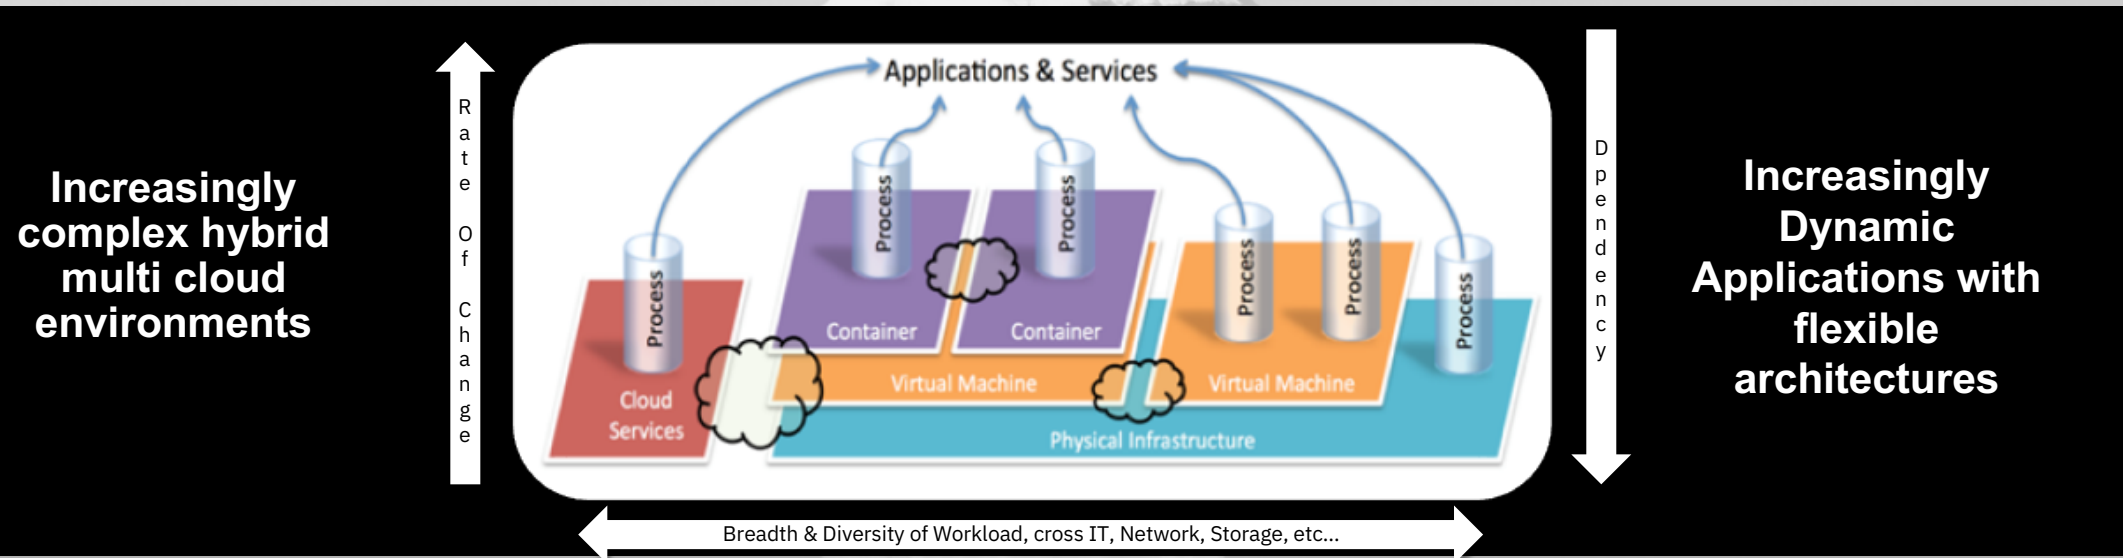 Increasingly
complex hybrid
multi cloud
environments
Rate Of Change
Applications & Services
Process
Process
Process
Process
Process
Process
Container
Container
Virtual Machine
Virtual Machine
Cloud
Services
Physical Infrastructure
Dpendency
Increasingly
Dynamic
Applications with
flexible
architectures
Breadth & Diversity of Workload, cross IT, Network, Storage, etc...